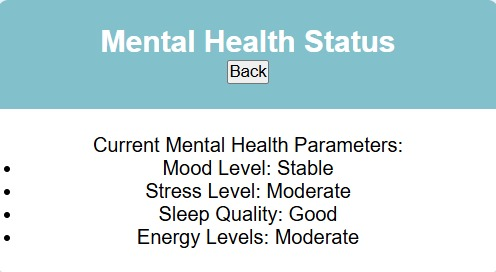 Mental Health Status
Back
Current Mental Health Parameters:
Mood Level: Stable
Stress Level: Moderate
Sleep Quality: Good
Energy Levels: Moderate